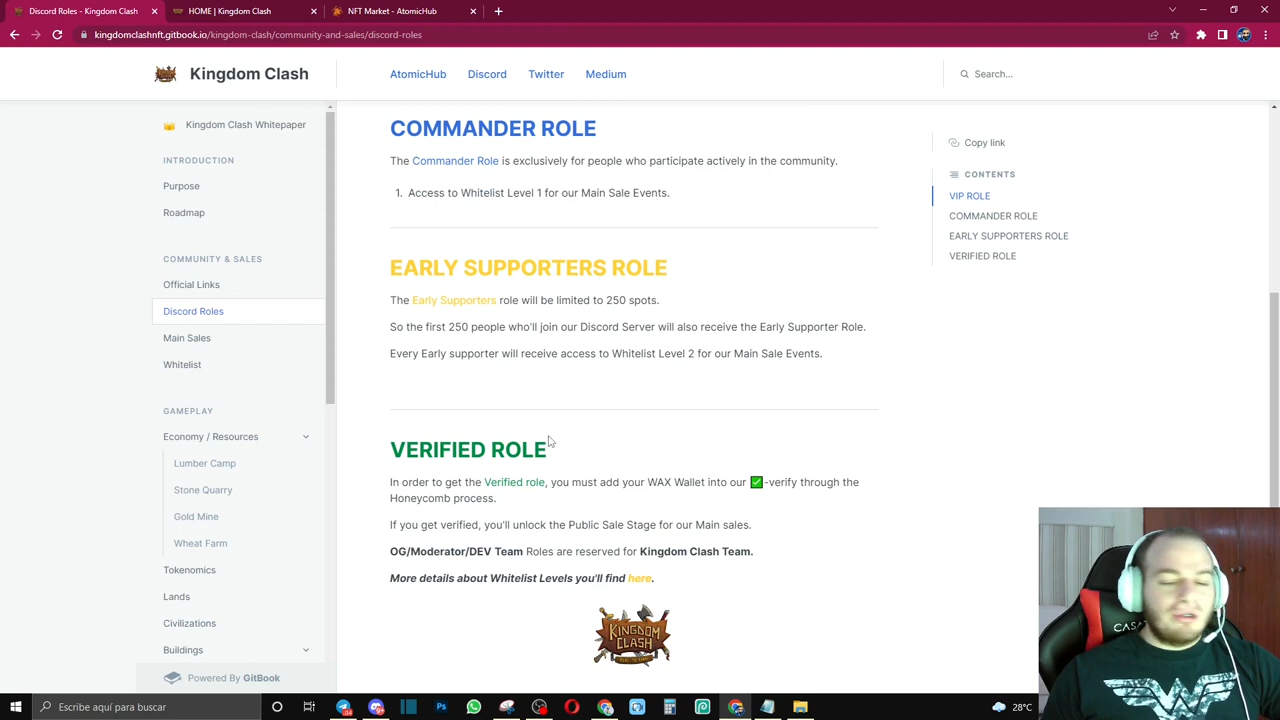 Discord Roles - Kingdom Clash
HOME | Kingdom Clash
NFT Market - AtomicHub
kingdomclashnft.gitbook.io/kingdom-clash/community-and-sales/discord-roles
Kingdom Clash
AtomicHub
Discord
Twitter
Medium
Search...
Kingdom Clash Whitepaper
INTRODUCTION
Purpose
Roadmap
COMMUNITY & SALES
Official Links
Discord Roles
Main Sales
Whitelist
GAMEPLAY
Economy / Resources
Lumber Camp
Stone Quarry
Gold Mine
Wheat Farm
Tokenomics
Lands
Civilizations
Buildings
Powered By GitBook
COMMANDER ROLE
The Commander Role is exclusively for people who participate actively in the community.
1. Access to Whitelist Level 1 for our Main Sale Events.
EARLY SUPPORTERS ROLE
The Early Supporters role will be limited to 250 spots.
So the first 250 people who'll join our Discord Server will also receive the Early Supporter Role.
Every Early supporter will receive access to Whitelist Level 2 for our Main Sale Events.
VERIFIED ROLE
In order to get the Verified role, you must add your WAX Wallet into our ✅-verify through the
Honeycomb process.
If you get verified, you'll unlock the Public Sale Stage for our Main sales.
OG/Moderator/DEV Team Roles are reserved for Kingdom Clash Team.
More details about Whitelist Levels you'll find here.
KINGDOM
CLASH
Copy link
CONTENTS
VIP ROLE
COMMANDER ROLE
EARLY SUPPORTERS ROLE
VERIFIED ROLE
Escribe aquí para buscar
28°C